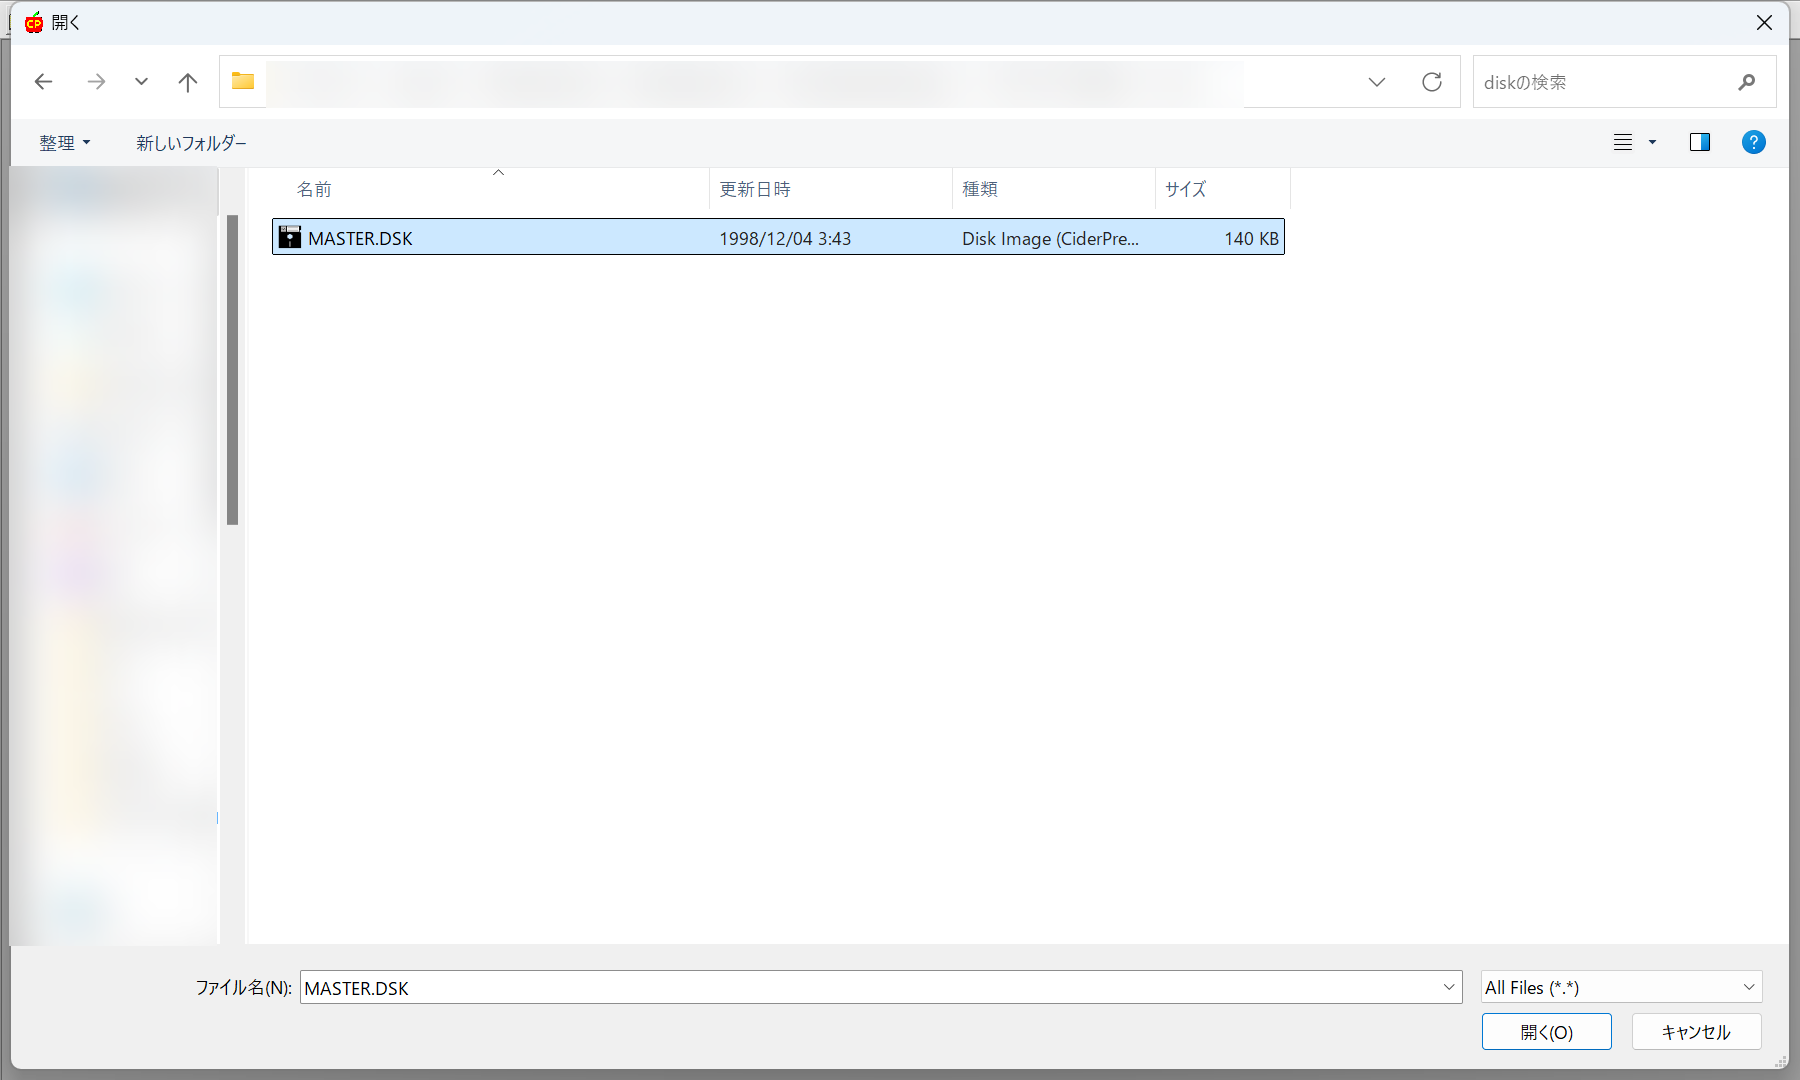 CP 開く
diskの検索
整理 新しいフォルダー ?
名前 更新日時 種類 サイズ
MASTER.DSK 1998/12/04 3:43 Disk Image (CiderPre... 140 KB
ファイル名(N): MASTER.DSK All Files (*.*)
開く(O) キャンセル